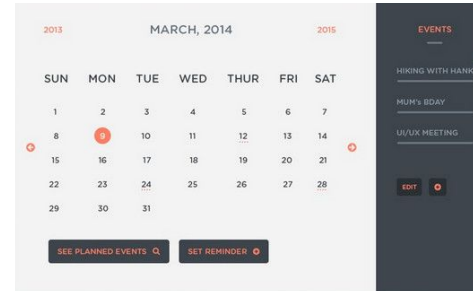 2013 MARCH, 2014 2015
SUN MON TUE WED THUR FRI SAT
1 2 3 4 5 6 7
8 9 10 11 12 13 14
15 16 17 18 19 20 21
22 23 24 25 26 27 28
29 30 31
SEE PLANNED EVENTS SET REMINDER
EVENTS
HIKING WITH HANK
MUM's BDAY
UI/UX MEETING
EDIT